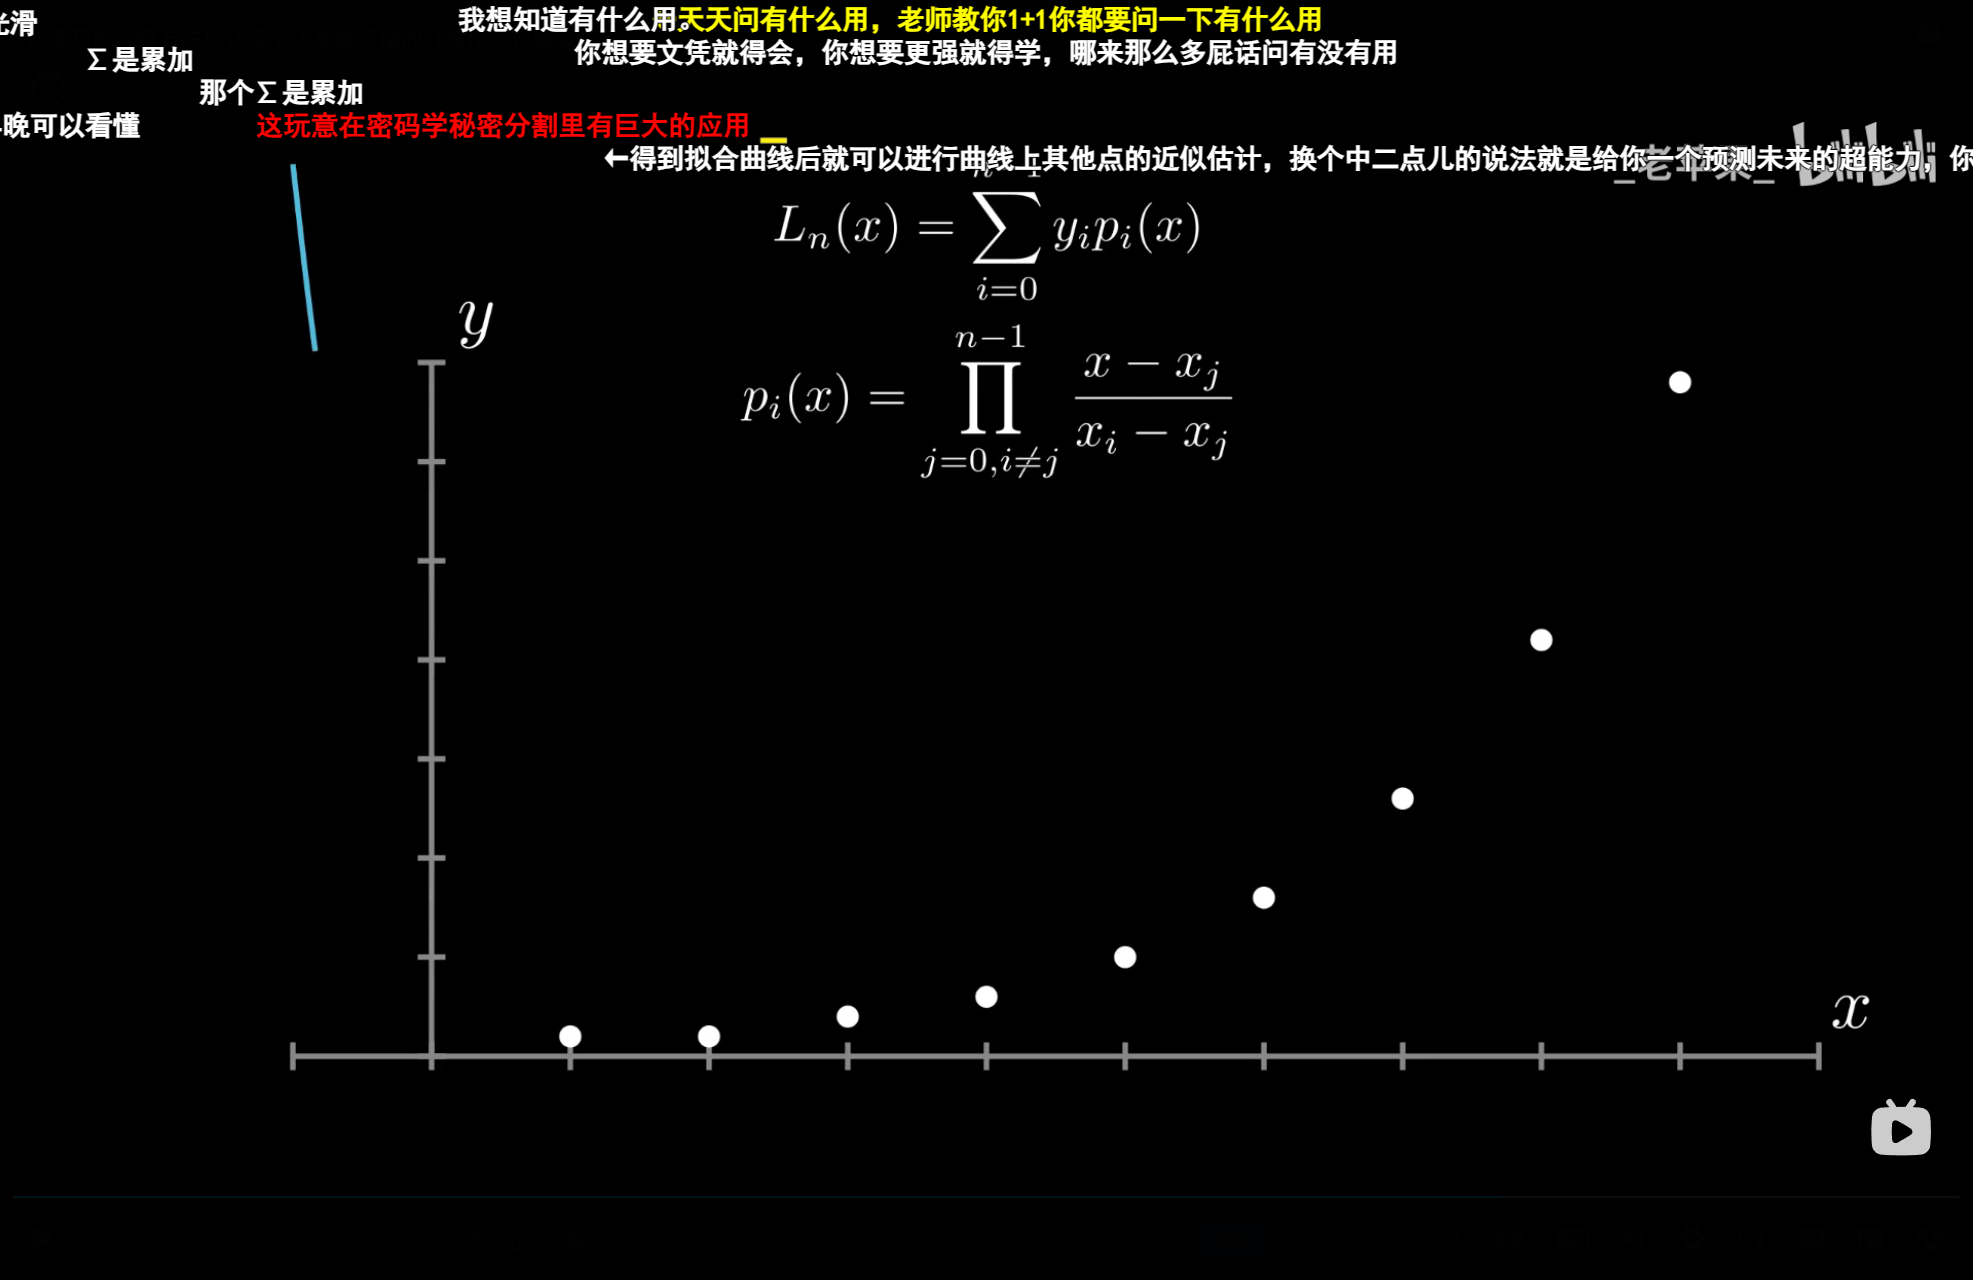 光滑
我想知道有什么用。天天问有什么用，老师教你1+1你都要问一下有什么用
∑是累加
你想要文凭就得会，你想要更强就得学，哪来那么多屁话问有没有用
那个∑是累加
晚可以看懂
这玩意在密码学秘密分割里有巨大的应用
←得到拟合曲线后就可以进行曲线上其他点的近似估计，换个中二点儿的说法就是给你一个预测未来的超能力，你
_老苹果_ bilibili
L_n(x) = ∑_{i=0}^{n-1} y_i p_i(x)
p_i(x) = ∏_{j=0,i≠j}^{n-1} \frac{x - x_j}{x_i - x_j}
y
x